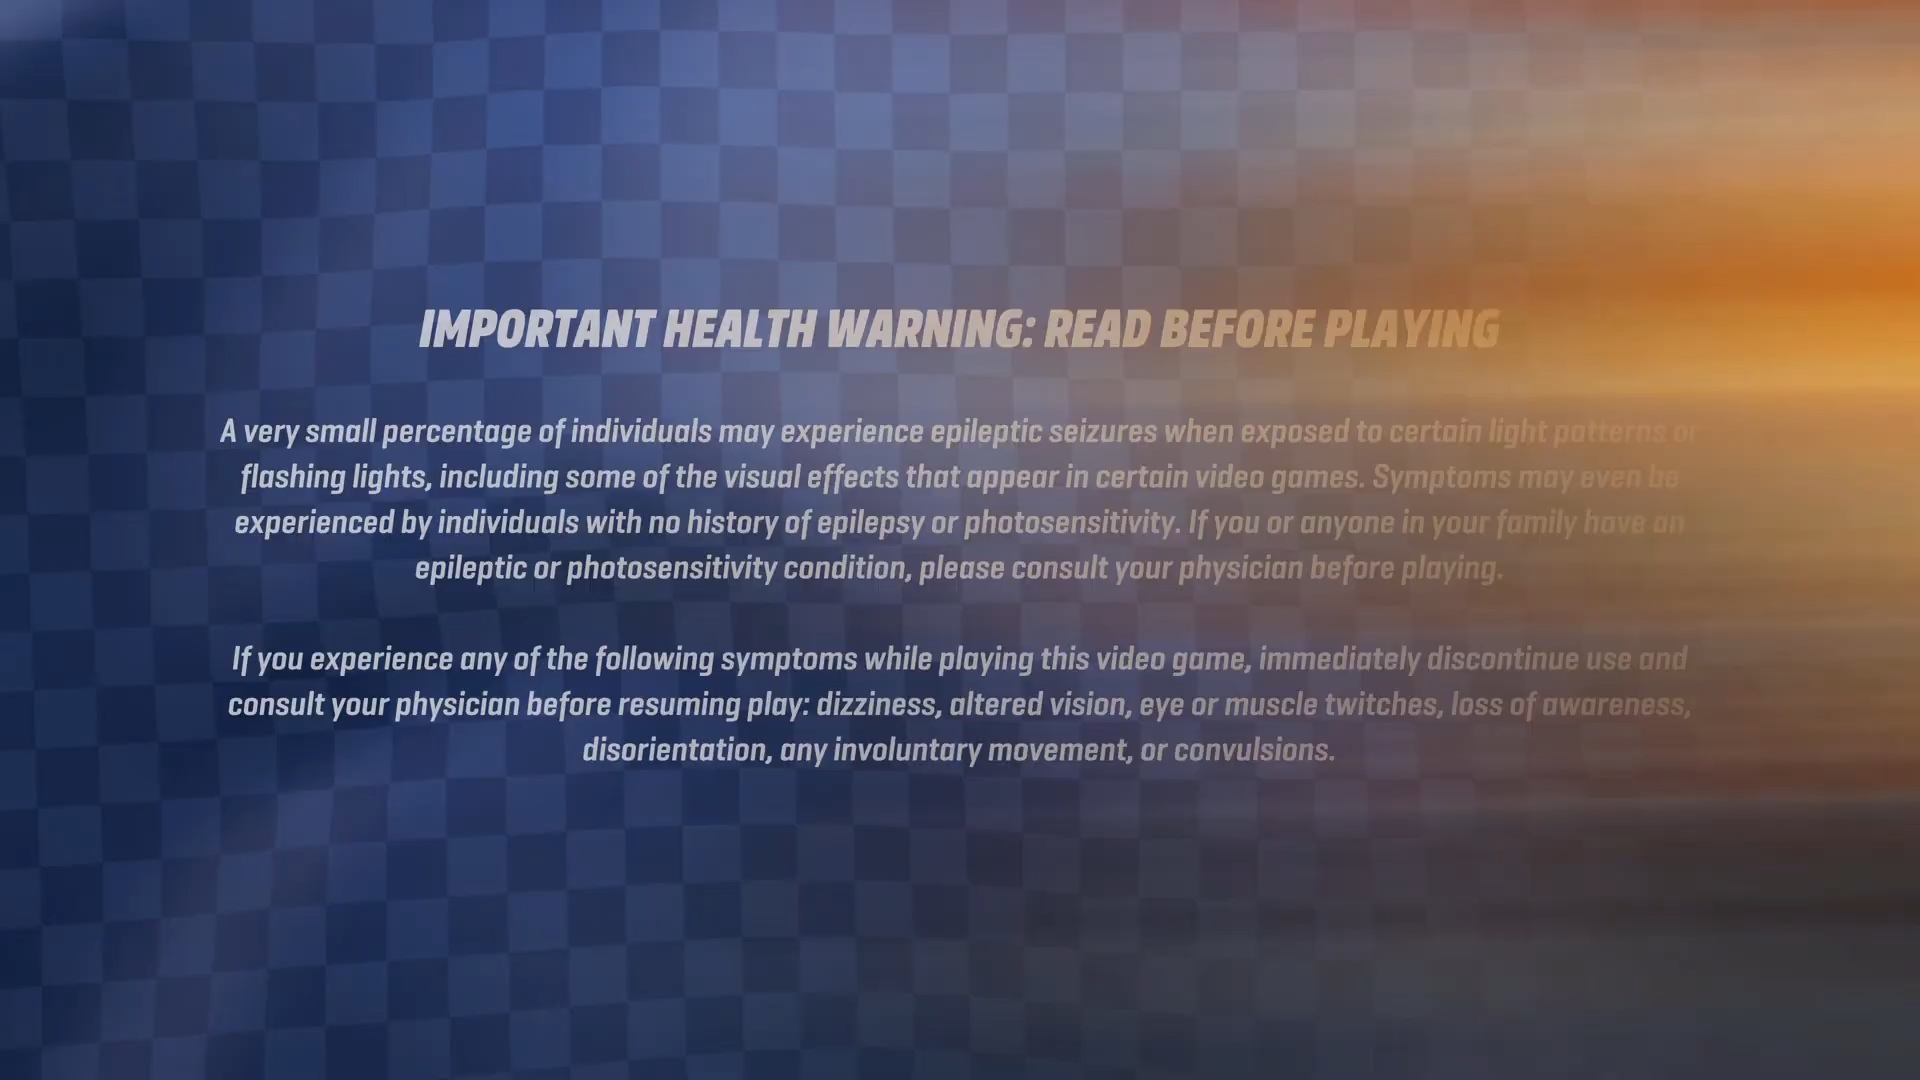 IMPORTANT HEALTH WARNING: READ BEFORE PLAYING
A very small percentage of individuals may experience epileptic seizures when exposed to certain light patterns or
flashing lights, including some of the visual effects that appear in certain video games. Symptoms may even be
experienced by individuals with no history of epilepsy or photosensitivity. If you or anyone in your family have an
epileptic or photosensitivity condition, please consult your physician before playing.
If you experience any of the following symptoms while playing this video game, immediately discontinue use and
consult your physician before resuming play: dizziness, altered vision, eye or muscle twitches, loss of awareness,
disorientation, any involuntary movement, or convulsions.